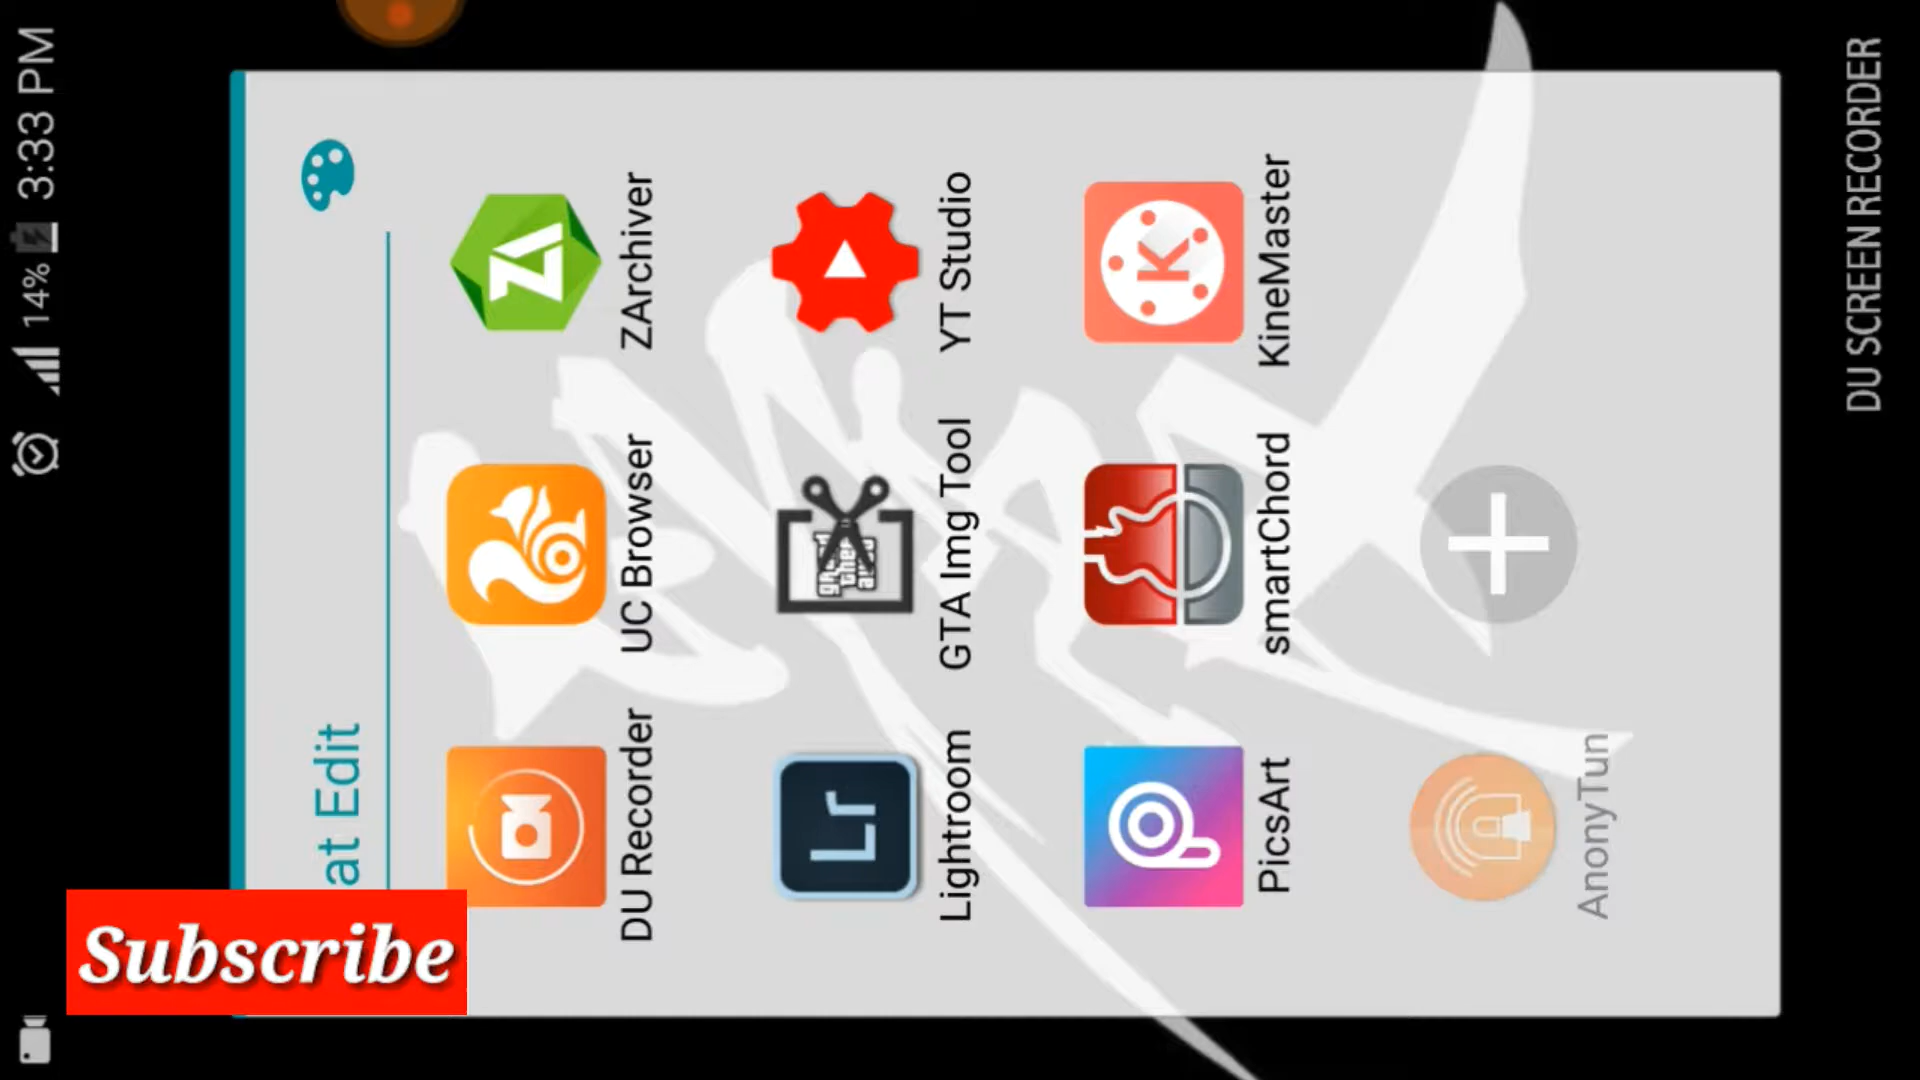 14% 3:33 PM
at Edit
DU Recorder
UC Browser
ZArchiver
Lr
Lightroom
GTA Img Tool
YT Studio
PicsArt
smartChord
K
KineMaster
AnonyTun
DU SCREEN RECORDER
Subscribe